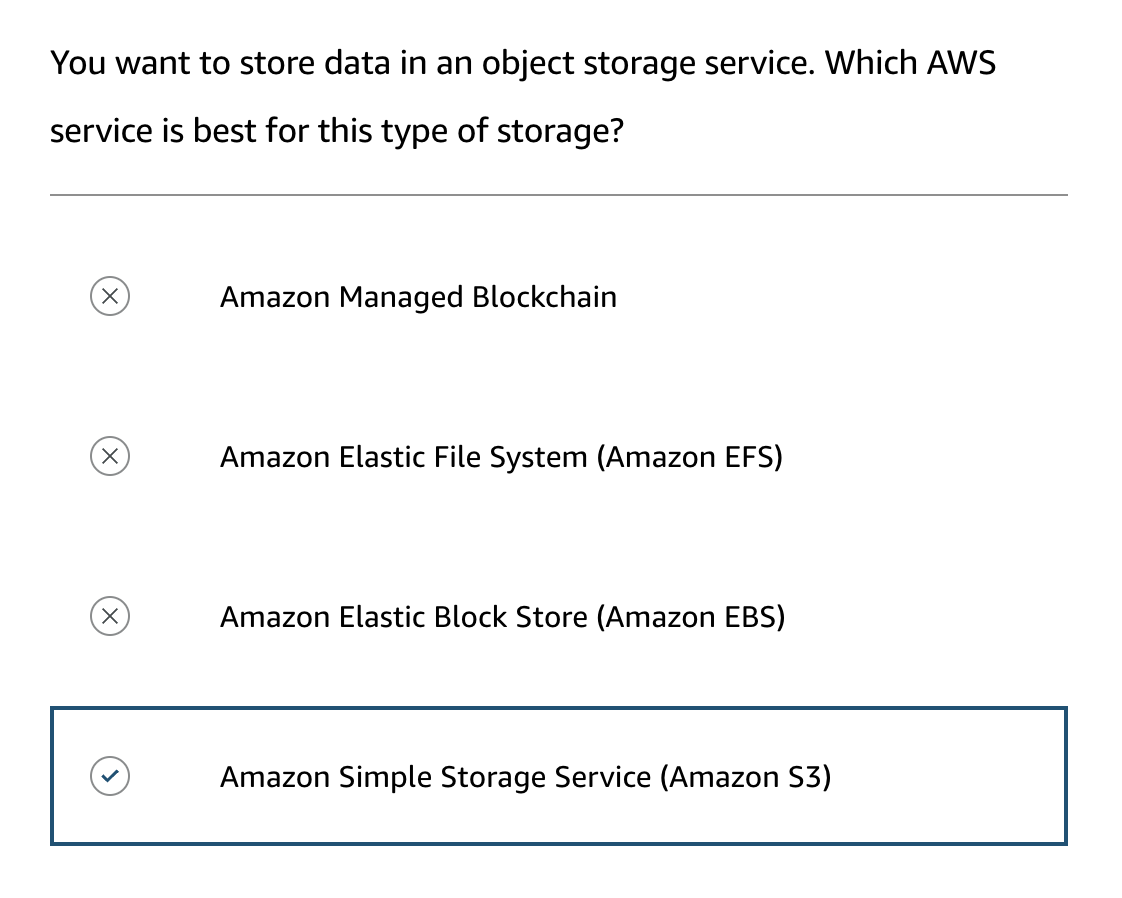 You want to store data in an object storage service. Which AWS
service is best for this type of storage?
Amazon Managed Blockchain
Amazon Elastic File System (Amazon EFS)
Amazon Elastic Block Store (Amazon EBS)
Amazon Simple Storage Service (Amazon S3)